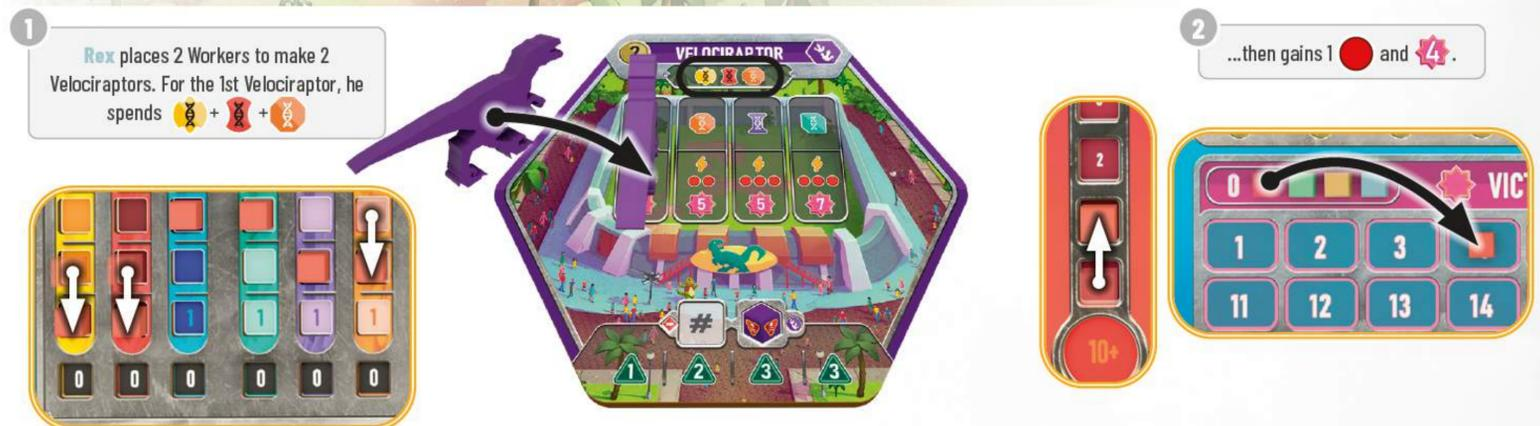 1
Rex places 2 Workers to make 2
Velociraptors. For the 1st Velociraptor, he
spends + +
2
VELOCIRAPTOR
5 5 7
#
1 2 3 3
1 1 1 1
0 0 0 0 0 0
2
...then gains 1 and 4 .
2
10+
0 VIC
1 2 3
11 12 13 14